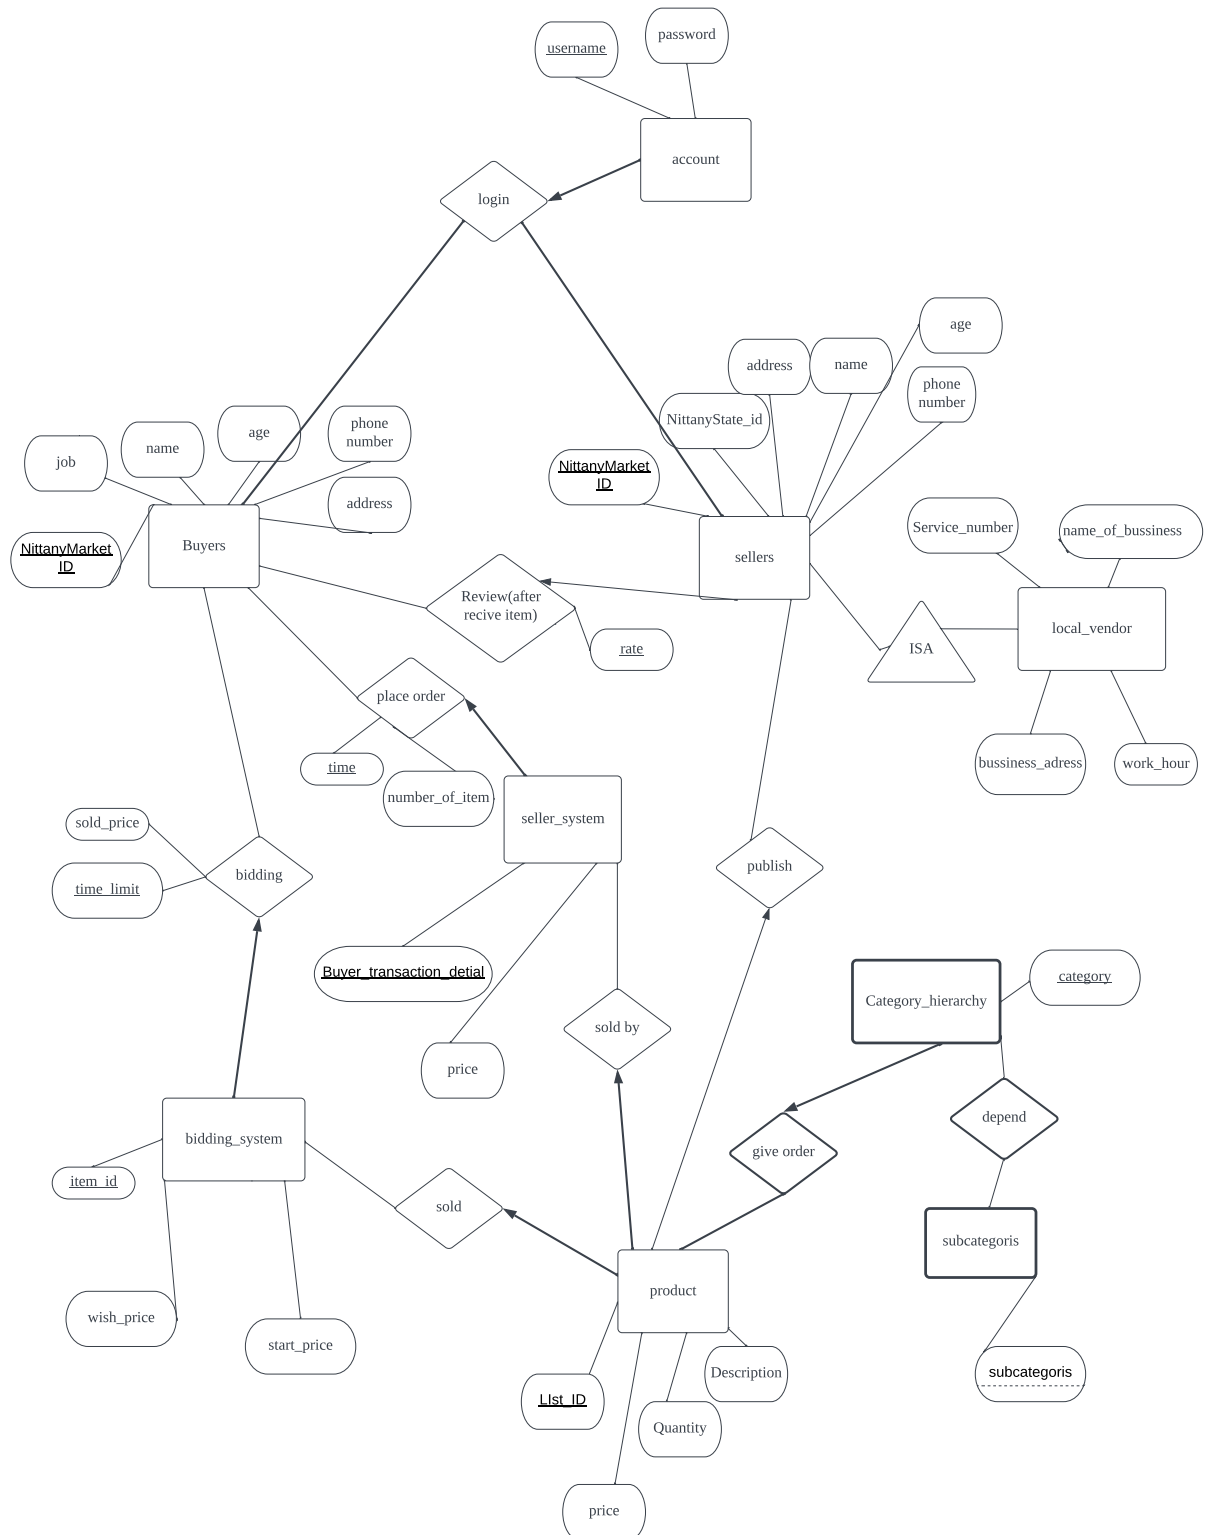 password
username
account
login
age
address
name
phone
number
NittanyState_id
NittanyMarket
ID
job
name
age
phone
number
address
NittanyMarket
ID
Buyers
sellers
Service_number
name_of_bussiness
Review(after
recive item)
rate
ISA
local_vendor
place order
time
number_of_item
bussiness_adress
work_hour
sold_price
seller_system
time_limit
bidding
publish
Buyer_transaction_detial
category
Category_hierarchy
sold by
price
bidding_system
depend
give order
item_id
sold
subcategoris
wish_price
start_price
product
Description
subcategoris
LIst_ID
Quantity
price